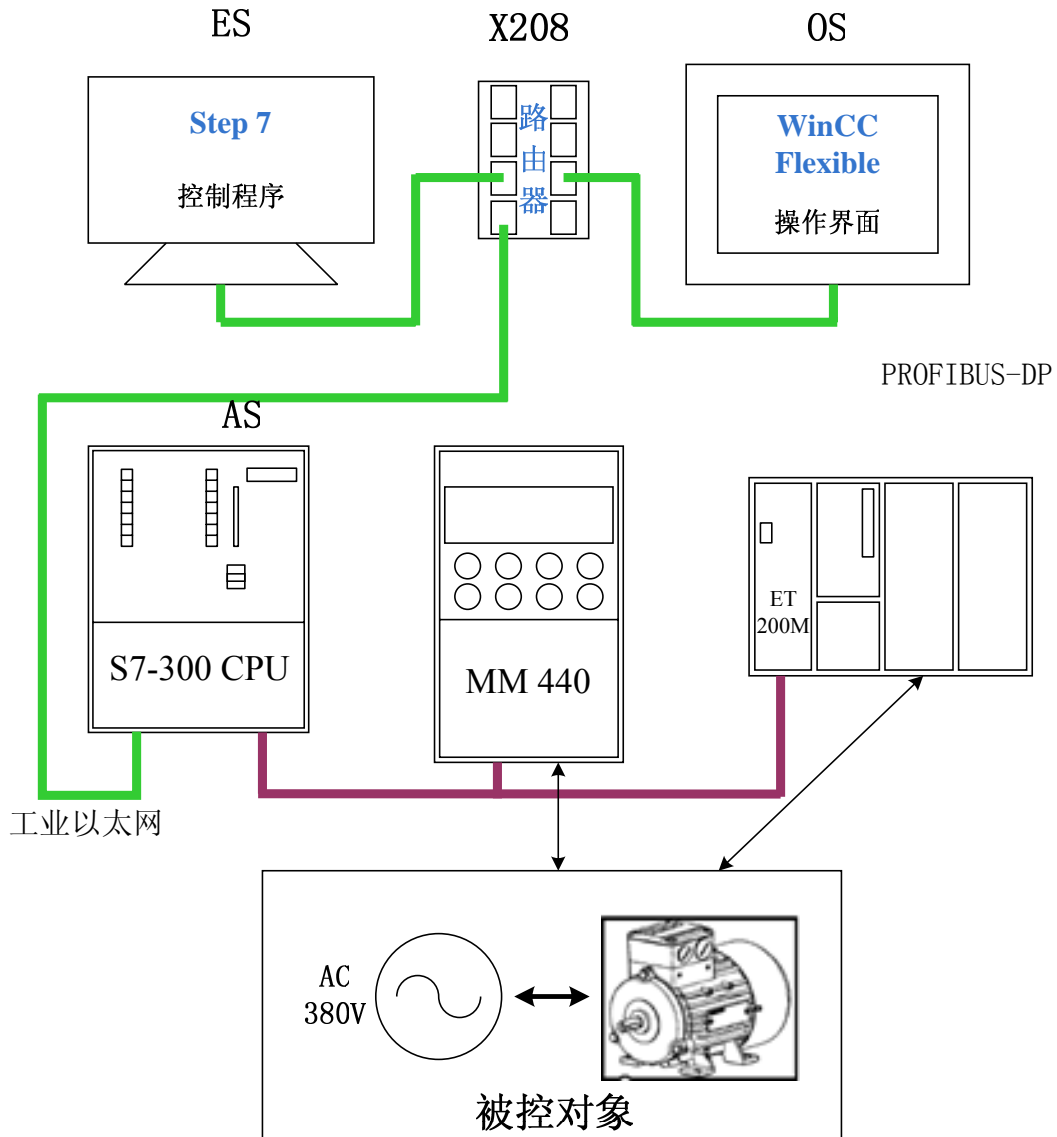 ES
X208
OS
Step 7
控制程序
路
由
器
WinCC
Flexible
操作界面
PROFIBUS-DP
AS
S7-300 CPU
MM 440
ET
200M
工业以太网
AC
380V
被控对象